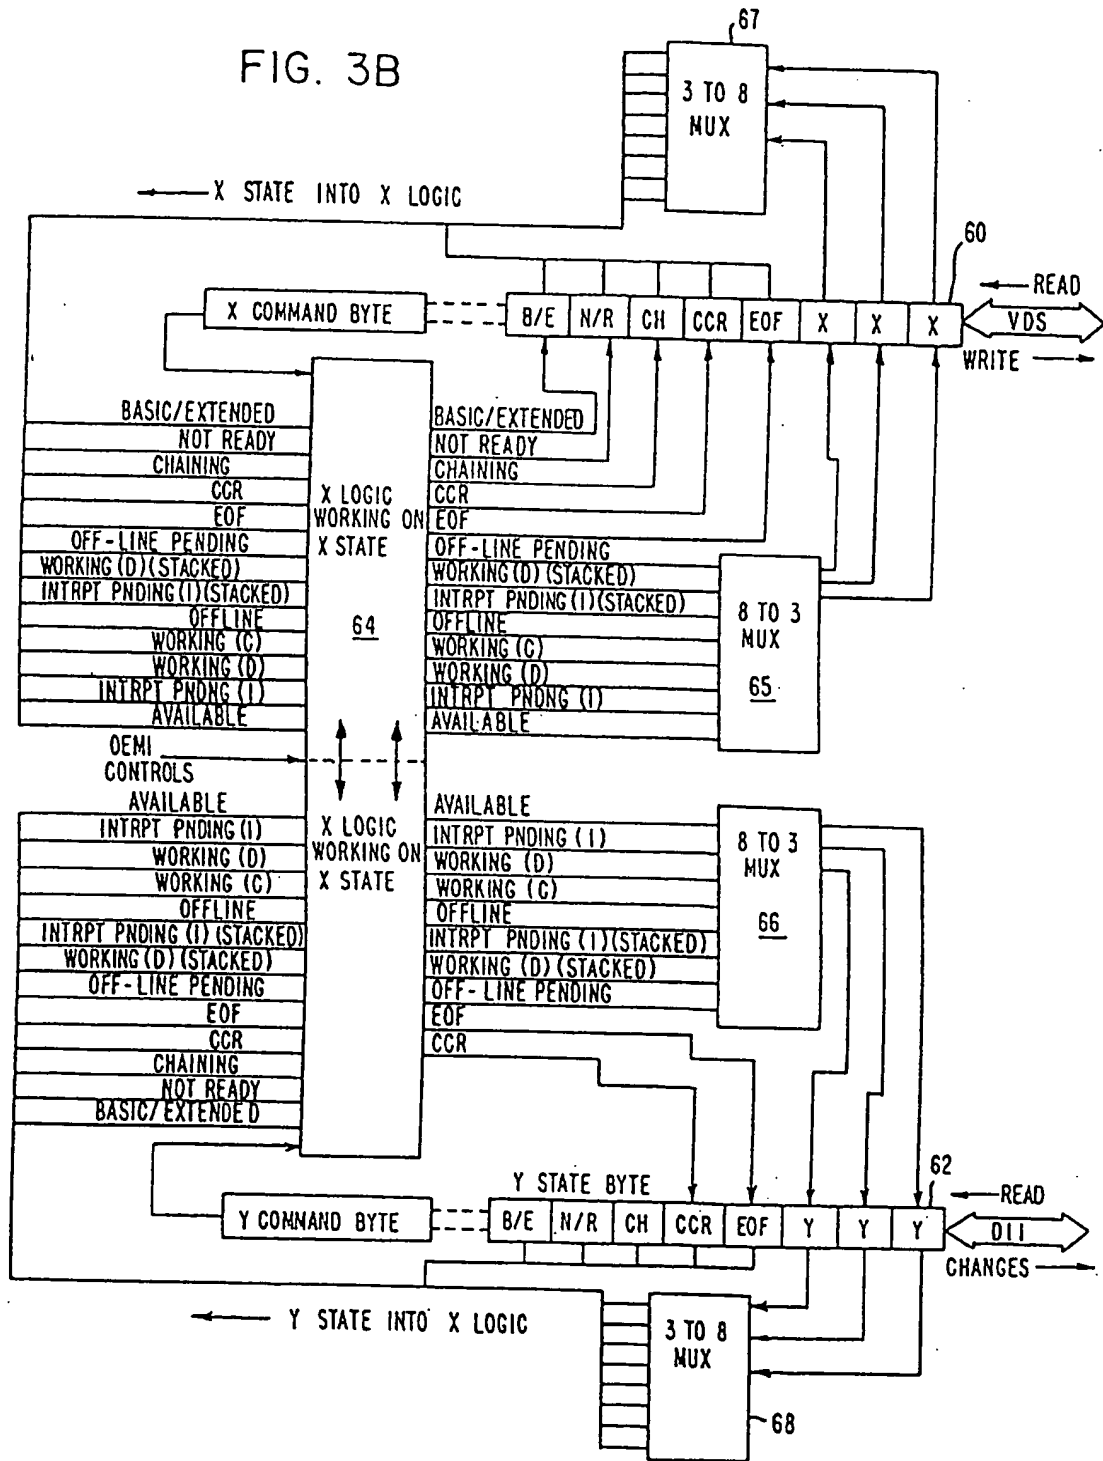 FIG. 3B
67
3 TO 8
MUX
← X STATE INTO X LOGIC
60
← READ
VDS
WRITE →
X COMMAND BYTE
B/E N/R CH CCR EOF X X X
BASIC/EXTENDED
NOT READY
CHAINING
CCR
EOF
OFF-LINE PENDING
WORKING(D)(STACKED)
INTRPT PNDING(I)(STACKED)
OFFLINE
WORKING (C)
WORKING (D)
INTRPT PNDNG (I)
AVAILABLE
X LOGIC
WORKING ON
X STATE
64
BASIC/EXTENDED
NOT READY
CHAINING
CCR
EOF
OFF-LINE PENDING
WORKING(D)(STACKED)
INTRPT PNDING(I)(STACKED)
OFFLINE
WORKING(C)
WORKING (D)
INTRPT PNDNG (I)
AVAILABLE
8 TO 3
MUX
65
OEMI
CONTROLS
AVAILABLE
INTRPT PNDING(I)
WORKING (D)
WORKING (C)
OFFLINE
INTRPT PNDING(I)(STACKED)
WORKING(D)(STACKED)
OFF-LINE PENDING
EOF
CCR
CHAINING
NOT READY
BASIC/EXTENDED
X LOGIC
WORKING ON
X STATE
AVAILABLE
INTRPT PNDING (I)
WORKING (D)
WORKING (C)
OFFLINE
INTRPT PNDING(I)(STACKED)
WORKING (D)(STACKED)
OFF-LINE PENDING
EOF
CCR
8 TO 3
MUX
66
Y STATE BYTE
62
← READ
Y COMMAND BYTE
B/E N/R CH CCR EOF Y Y Y
DII
CHANGES →
← Y STATE INTO X LOGIC
3 TO 8
MUX
68